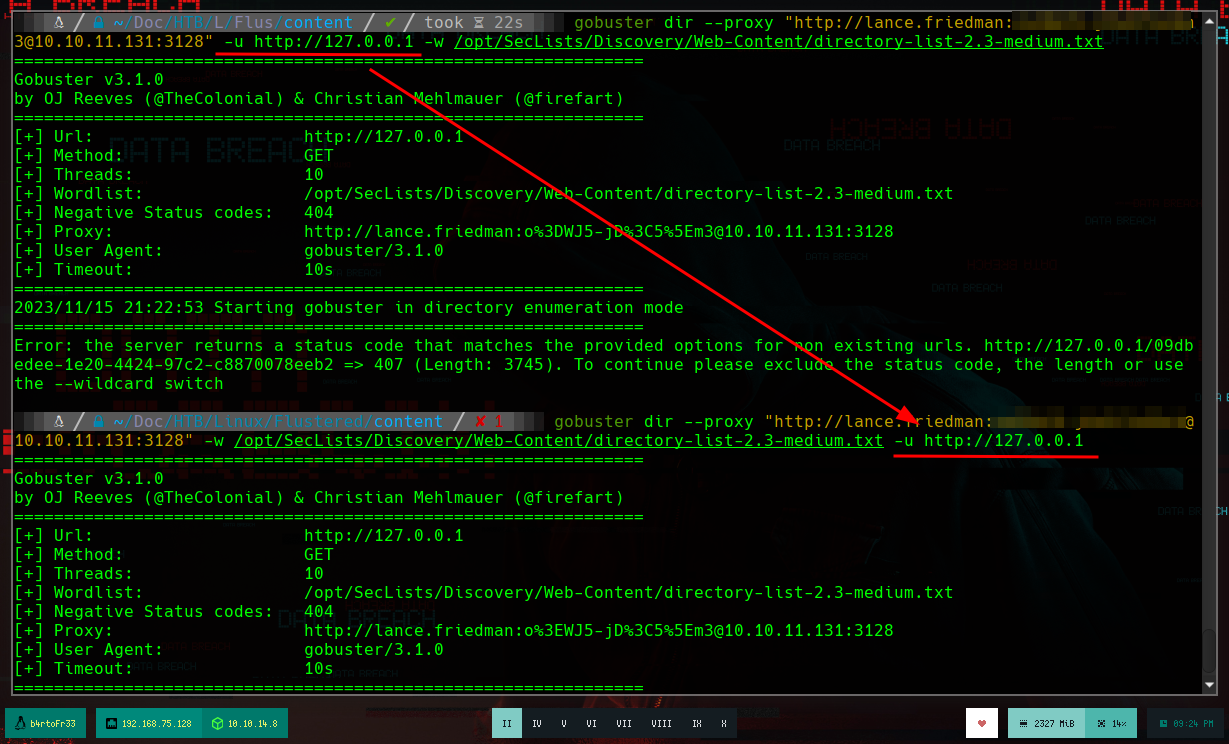 ~/Doc/HTB/L/Flus/content / ✔ / took ⌛ 22s gobuster dir --proxy "http://lance.friedman:
3@10.10.11.131:3128" -u http://127.0.0.1 -w /opt/SecLists/Discovery/Web-Content/directory-list-2.3-medium.txt
===============================================================
Gobuster v3.1.0
by OJ Reeves (@TheColonial) & Christian Mehlmauer (@firefart)
===============================================================
[+] Url: http://127.0.0.1
[+] Method: GET
[+] Threads: 10
[+] Wordlist: /opt/SecLists/Discovery/Web-Content/directory-list-2.3-medium.txt
[+] Negative Status codes: 404
[+] Proxy: http://lance.friedman:o%3DWJ5-jD%3C5%5Em3@10.10.11.131:3128
[+] User Agent: gobuster/3.1.0
[+] Timeout: 10s
===============================================================
2023/11/15 21:22:53 Starting gobuster in directory enumeration mode
===============================================================
Error: the server returns a status code that matches the provided options for non existing urls. http://127.0.0.1/09db
edee-1e20-4424-97c2-c8870078eeb2 => 407 (Length: 3745). To continue please exclude the status code, the length or use
the --wildcard switch
~/Doc/HTB/Linux/Flustered/content / ✘ 1 gobuster dir --proxy "http://lance.friedman: @
10.10.11.131:3128" -w /opt/SecLists/Discovery/Web-Content/directory-list-2.3-medium.txt -u http://127.0.0.1
===============================================================
Gobuster v3.1.0
by OJ Reeves (@TheColonial) & Christian Mehlmauer (@firefart)
===============================================================
[+] Url: http://127.0.0.1
[+] Method: GET
[+] Threads: 10
[+] Wordlist: /opt/SecLists/Discovery/Web-Content/directory-list-2.3-medium.txt
[+] Negative Status codes: 404
[+] Proxy: http://lance.friedman:o%3EWJ5-jD%3C5%5Em3@10.10.11.131:3128
[+] User Agent: gobuster/3.1.0
[+] Timeout: 10s
===============================================================
DATA BREACH
b4rtoFr33 192.168.75.128 10.10.14.8 II IV V VI VII VIII IX X 2327 MiB 14% 09:24 PM